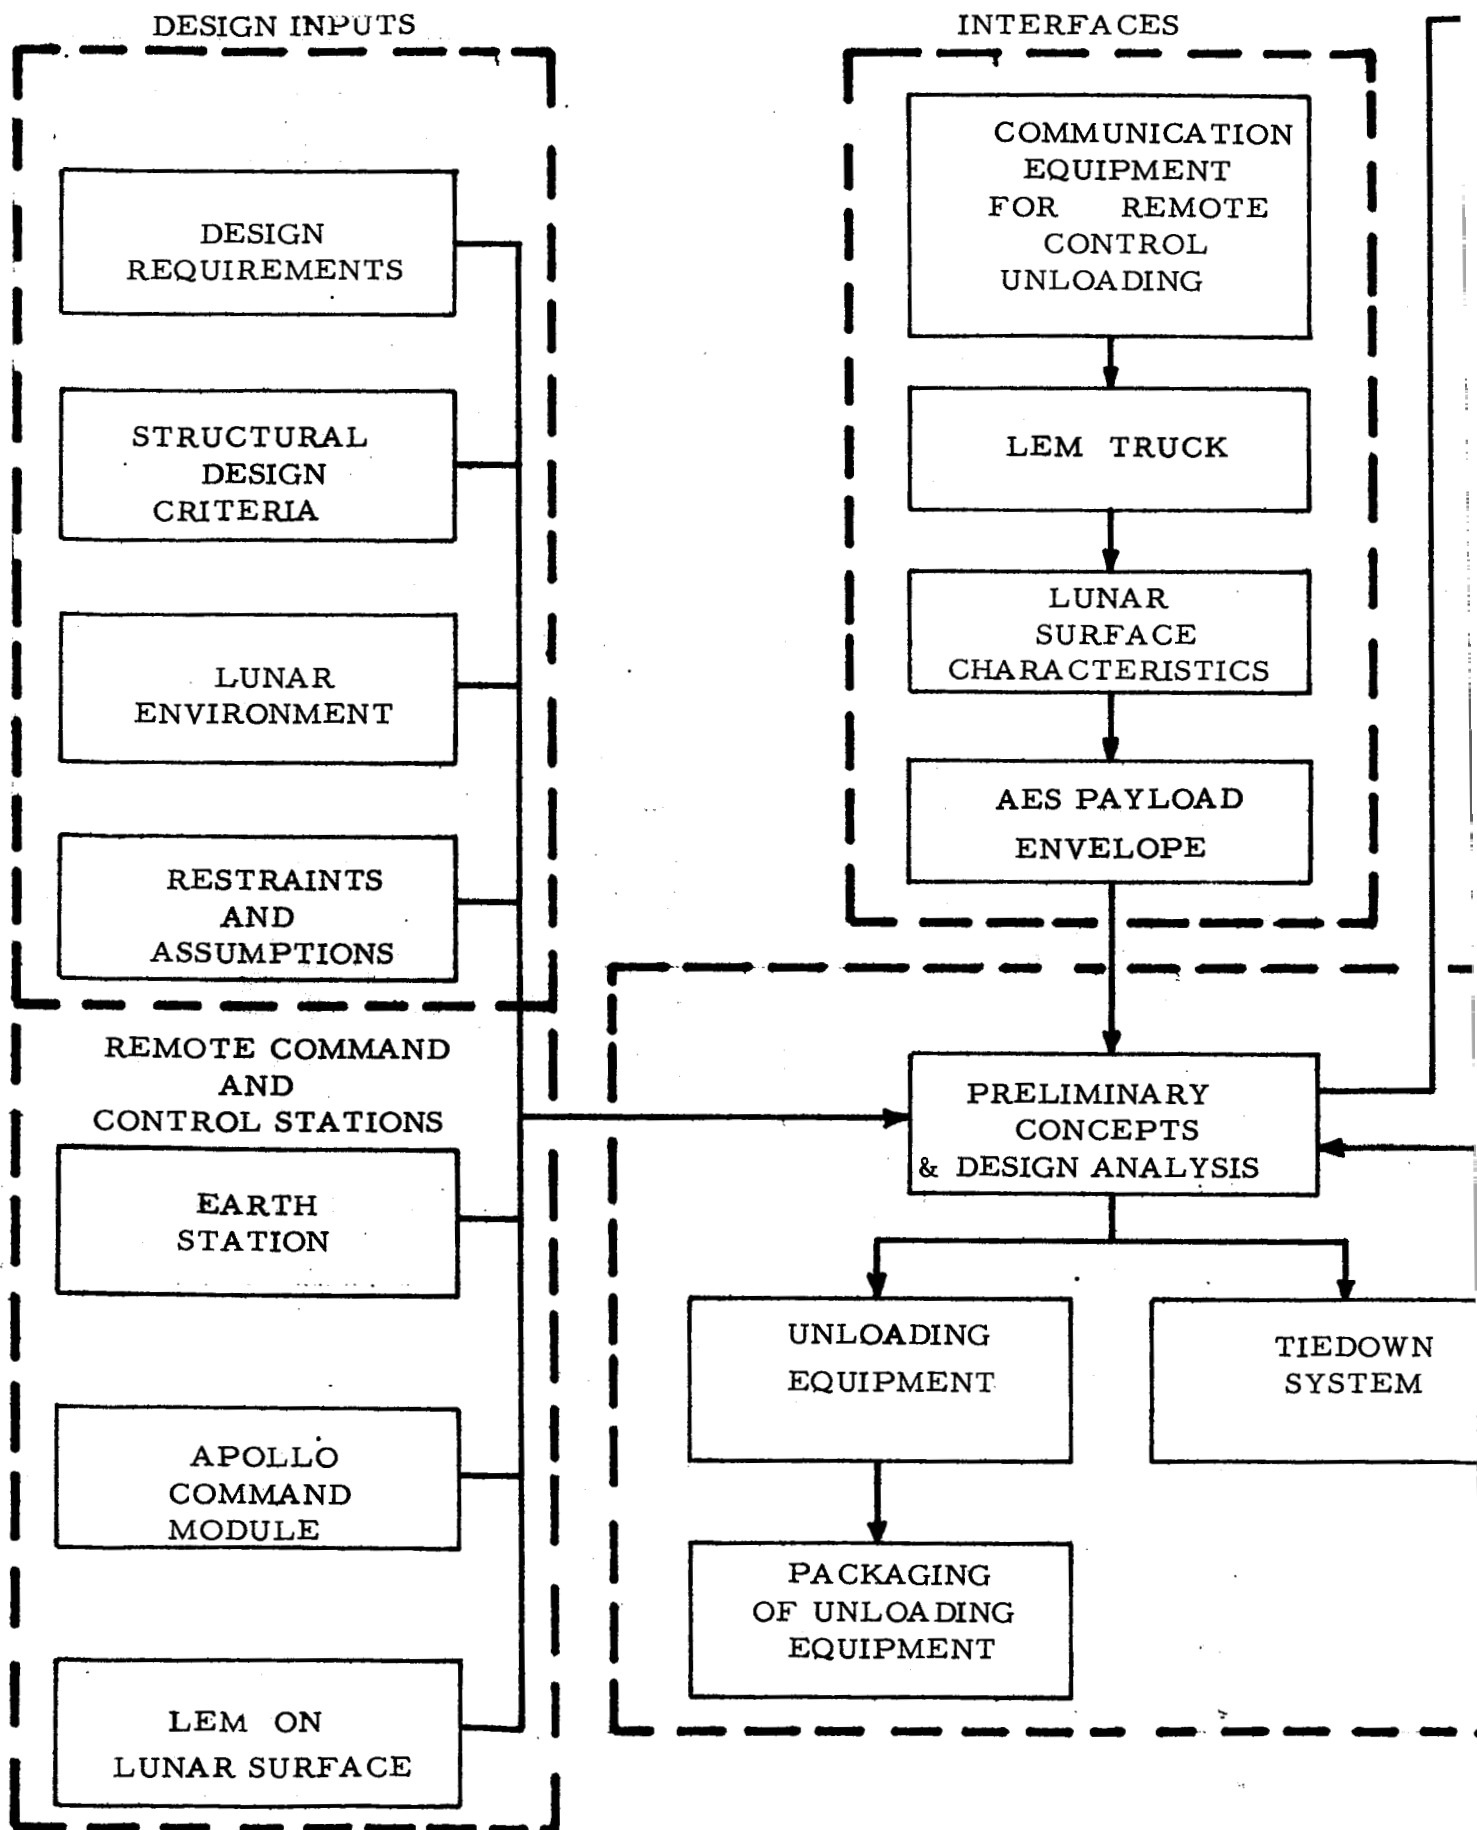 DESIGN INPUTS
DESIGN
REQUIREMENTS
STRUCTURAL
DESIGN
CRITERIA
LUNAR
ENVIRONMENT
RESTRAINTS
AND
ASSUMPTIONS
REMOTE COMMAND
AND
CONTROL STATIONS
EARTH
STATION
APOLLO
COMMAND
MODULE
LEM ON
LUNAR SURFACE
INTERFACES
COMMUNICATION
EQUIPMENT
FOR REMOTE
CONTROL
UNLOADING
LEM TRUCK
LUNAR
SURFACE
CHARACTERISTICS
AES PAYLOAD
ENVELOPE
PRELIMINARY
CONCEPTS
& DESIGN ANALYSIS
UNLOADING
EQUIPMENT
TIEDOWN
SYSTEM
PACKAGING
OF UNLOADING
EQUIPMENT